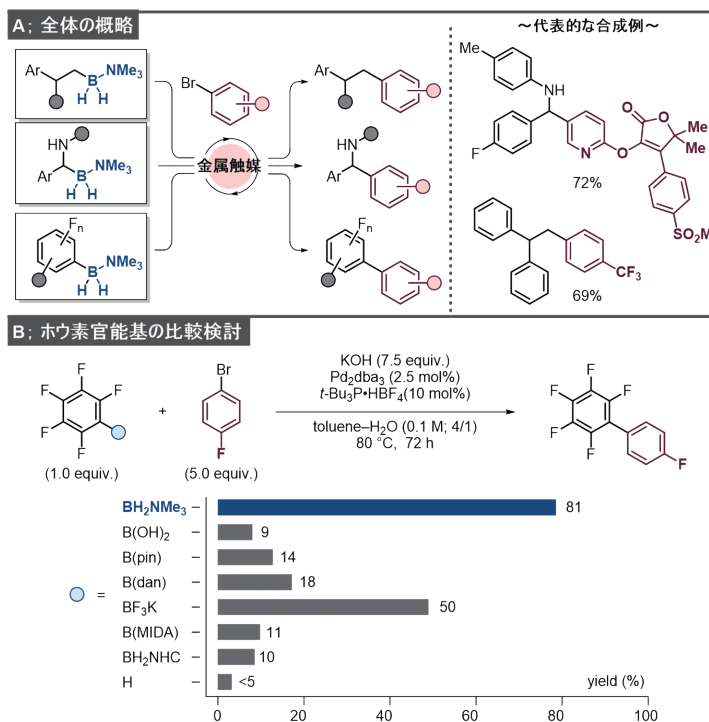 A; 全体の概略
Ar
B
NMe3
H H
HN
Ar
B
NMe3
H H
Fn
B
NMe3
H H
Br
金属触媒
Ar
HN
Ar
Fn
～代表的な合成例～
Me
NH
F
N
O
O
O
Me
Me
SO2M
72%
CF3
69%
B; ホウ素官能基の比較検討
F
F
F
F
F
(1.0 equiv.)
+
Br
F
(5.0 equiv.)
KOH (7.5 equiv.)
Pd2dba3 (2.5 mol%)
t-Bu3P•HBF4(10 mol%)
toluene–H2O (0.1 M; 4/1)
80 °C, 72 h
F
F
F
F
F
F
=
BH2NMe3 81
B(OH)2 9
B(pin) 14
B(dan) 18
BF3K 50
B(MIDA) 11
BH2NHC 10
H <5
yield (%)
0 20 40 60 80 100